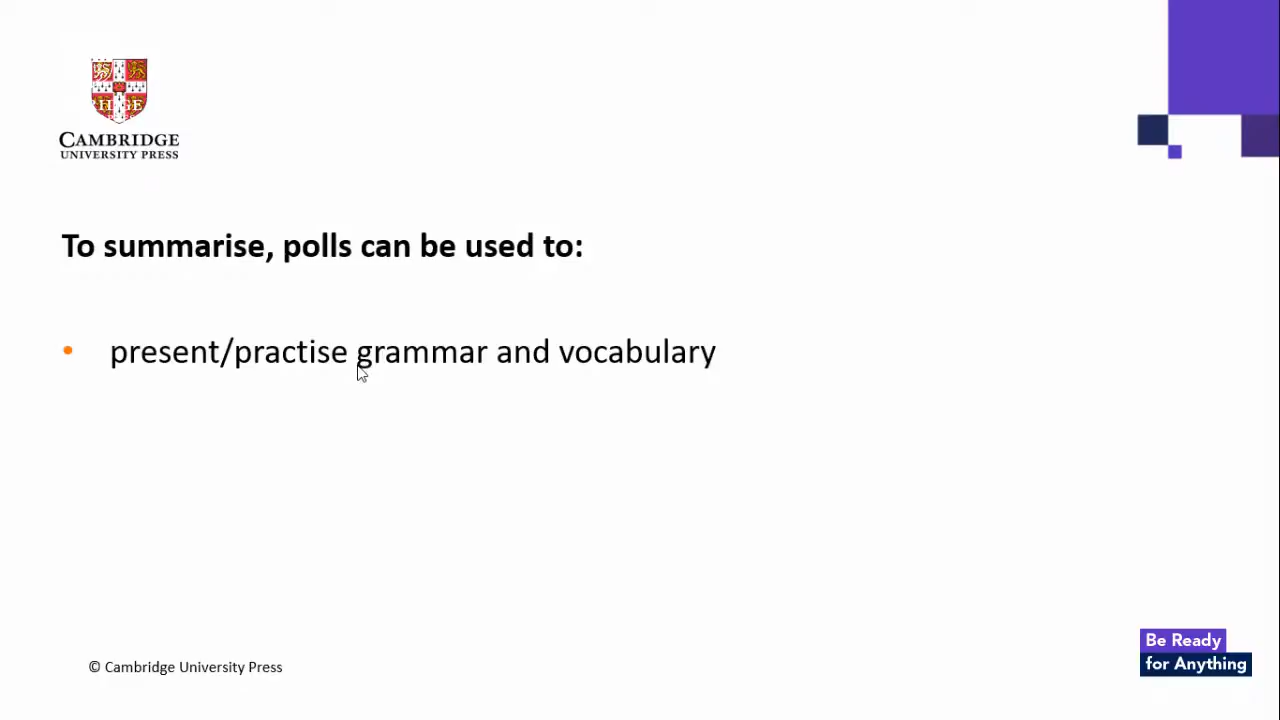 CAMBRIDGE
UNIVERSITY PRESS
To summarise, polls can be used to:
• present/practise grammar and vocabulary
© Cambridge University Press
Be Ready
for Anything